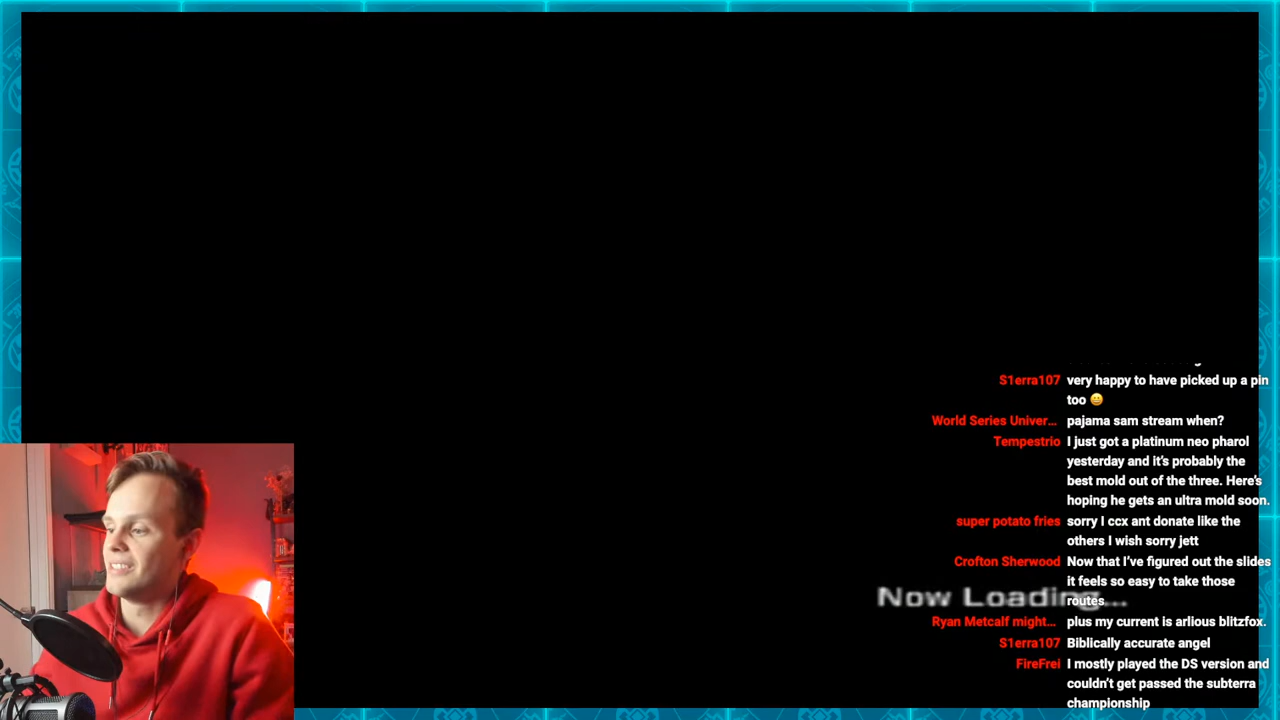 S1erra107 very happy to have picked up a pin
too 😀
World Series Univer... pajama sam stream when?
Tempestrio I just got a platinum neo pharol
yesterday and it's probably the
best mold out of the three. Here's
hoping he gets an ultra mold soon.
super potato fries sorry I ccx ant donate like the
others I wish sorry jett
Crofton Sherwood Now that I've figured out the slides
it feels so easy to take those
routes
Now Loading...
Ryan Metcalf might... plus my current is arlious blitzfox.
S1erra107 Biblically accurate angel
FireFrei I mostly played the DS version and
couldn't get passed the subterra
championship